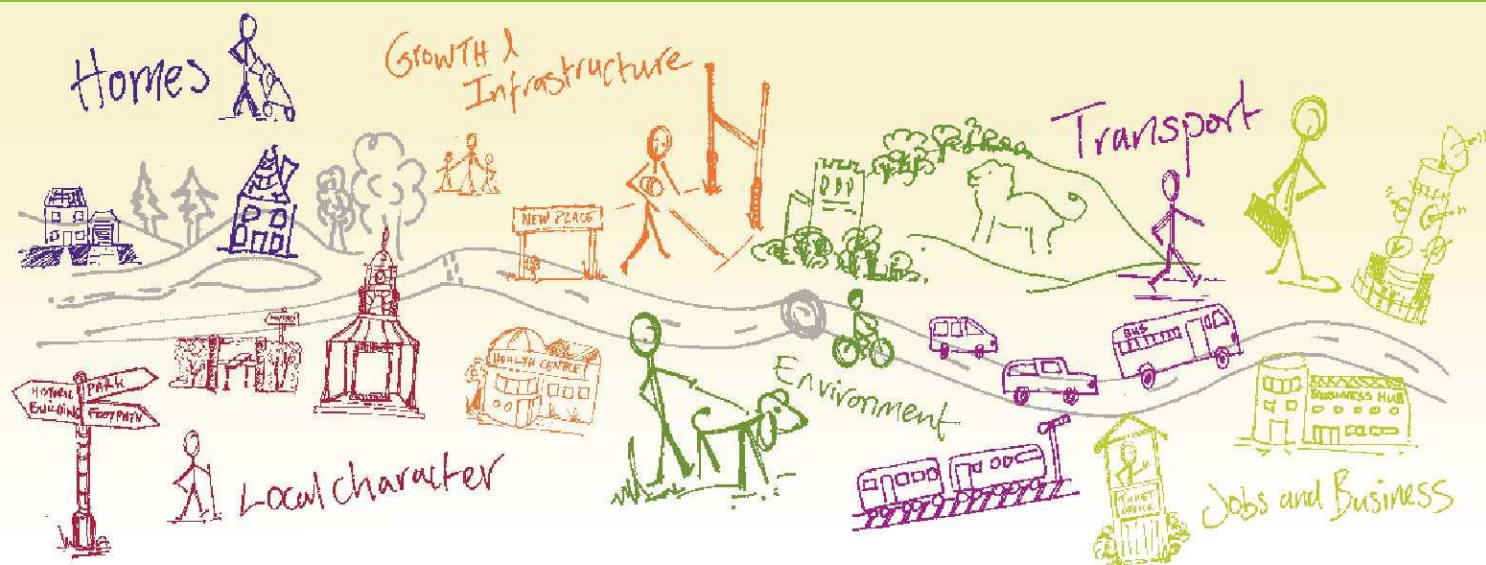 Homes
Growth &
Infrastructure
Transport
NEW PLACE
BUS
HEALTH CENTRE
Environment
BUSINESS HUB
HISTORIC
BUILDING
PARK
FOOTPATH
Local character
TICKET
OFFICE
Jobs and Business